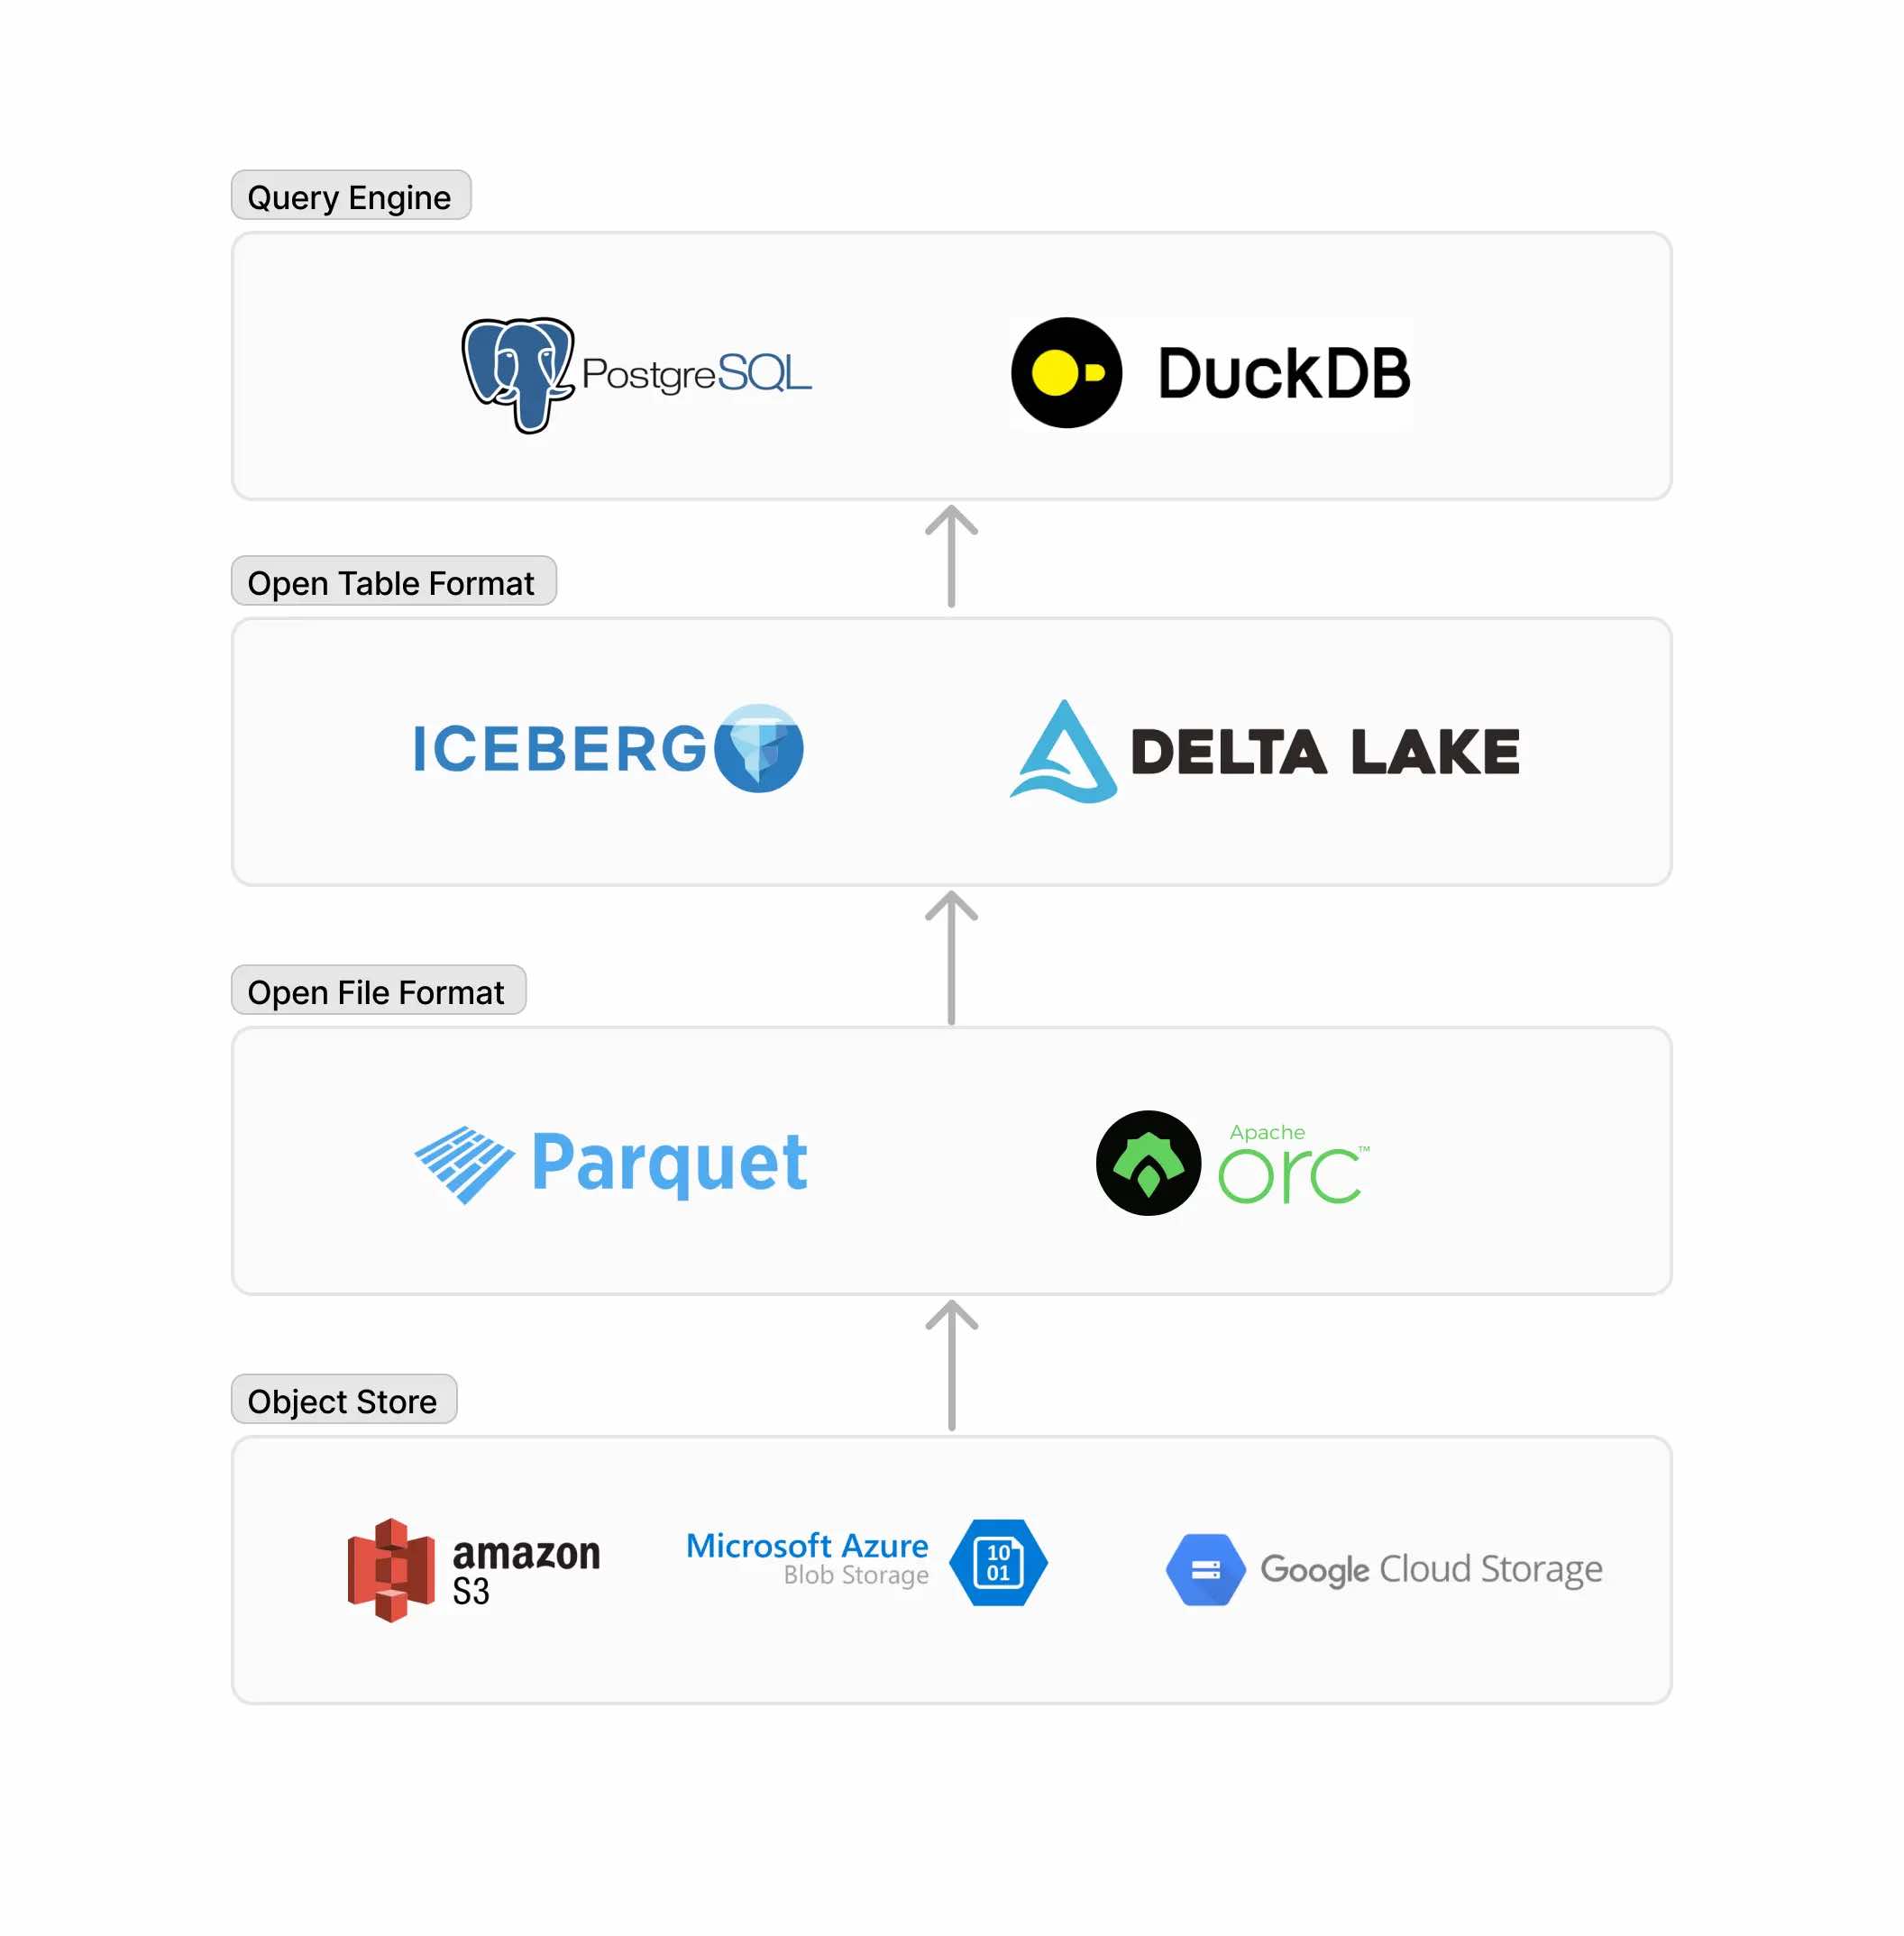 Query Engine
PostgreSQL
DuckDB
Open Table Format
ICEBERG
DELTA LAKE
Open File Format
Parquet
Apache
orc™
Object Store
amazon
S3
Microsoft Azure
Blob Storage
10
01
Google Cloud Storage